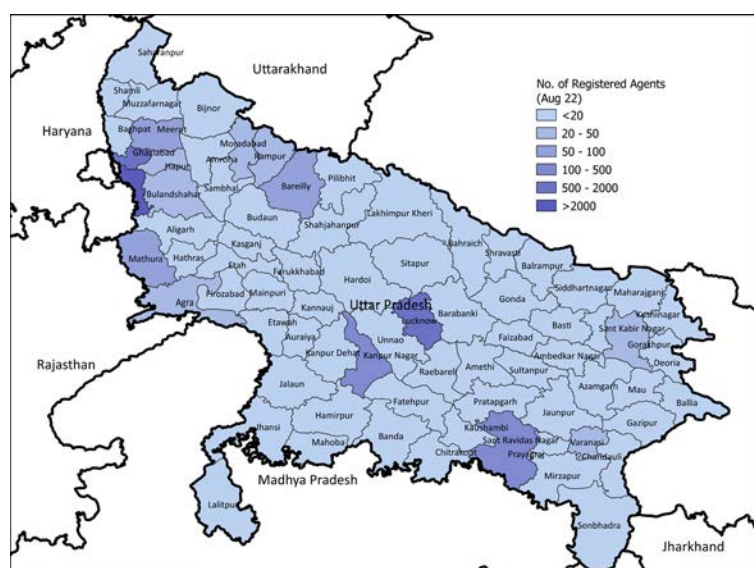 Saharanpur
Uttarakhand
No. of Registered Agents
(Aug 22)
<20
20 - 50
50 - 100
100 - 500
500 - 2000
>2000
Shamli
Muzzafarnagar
Bijnor
Haryana
Baghpat
Meerut
Ghaziabad
Hapur
Moradabad
Rampur
Amroha
Sambhal
Bareilly
Pilibhit
Bulandshahar
Budaun
Shahjahanpur
Lakhimpur Kheri
Aligarh
Kasganj
Bahraich
Shravasti
Balrampur
Mathura
Hathras
Etah
Farukkhabad
Hardoi
Sitapur
Siddhartnagar
Maharajganj
Agra
Firozabad
Mainpuri
Kannauj
Uttar Pradesh
Gonda
Kushinagar
Lucknow
Barabanki
Basti
Sant Kabir Nagar
Etawah
Auraiya
Unnao
Faizabad
Gorakhpur
Rajasthan
Kanpur Dehat
Kanpur Nagar
Ambedkar Nagar
Deoria
Raebareli
Amethi
Sultanpur
Jalaun
Azamgarh
Mau
Ballia
Fatehpur
Pratapgarh
Hamirpur
Jaunpur
Gazipur
Jhansi
Kaushambi
Mahoba
Banda
Saut Ravidas Nagar
Varanasi
Chitrakoot
Prayagraj
Chandauli
Madhya Pradesh
Mirzapur
Lalitpur
Sonbhadra
Jharkhand